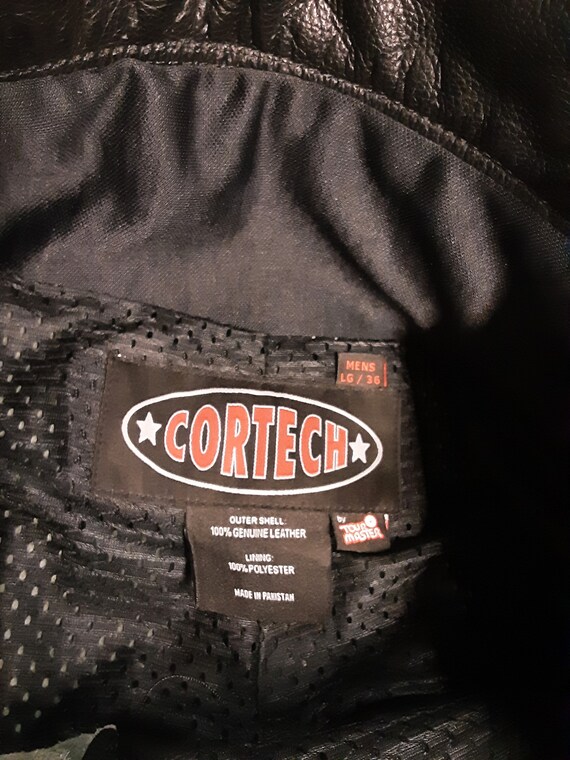 MENS
LG / 36
CORTECH
OUTER SHELL:
100% GENUINE LEATHER
LINING:
100% POLYESTER
MADE IN PAKISTAN
by
TOUR
MASTER